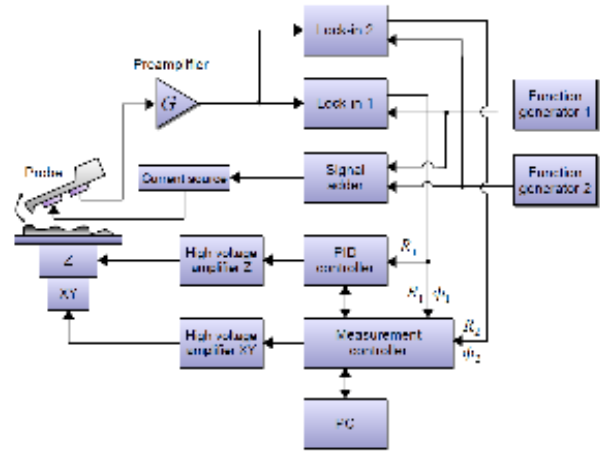 Lock-in 2
Preamplifier
G
Lock-in 1
Function
generator 1
Probe
Current source
Signal
adder
Function
generator 2
High voltage
amplifier Z
PID
controller
R₁
Z
XY
R₁ ϕ₁
High voltage
amplifier XY
Measurement
controller
R₂
ϕ₂
PC